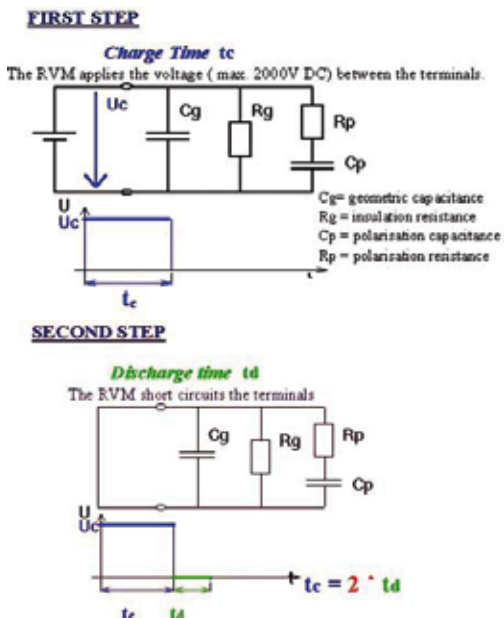 FIRST STEP
Charge Time tc
The RVM applies the voltage ( max. 2000V DC) between the terminals.
Uc
Cg
Rg
Rp
Cp
Cg= geometric capacitance
Rg = insulation resistance
Cp = polarisation capacitance
Rp = polarisation resistance
U
Uc
tc
SECOND STEP
Discharge time td
The RVM short circuits the terminals
Cg
Rg
Rp
Cp
U
Uc
t
tc = 2 * td
tc td